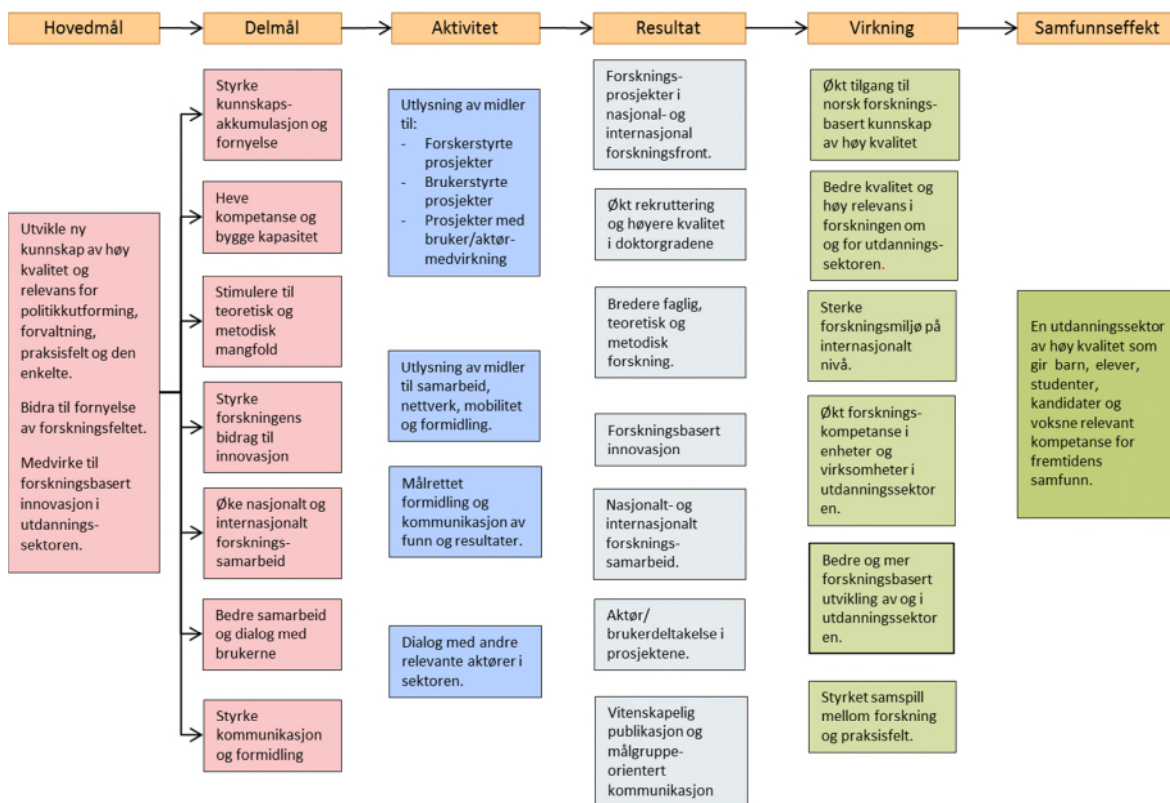 Hovedmål
Delmål
Aktivitet
Resultat
Virkning
Samfunnseffekt
Utvikle ny
kunnskap av høy
kvalitet og
relevans for
politikkutforming,
forvaltning,
praksisfelt og den
enkelte.
Bidra til fornyelse
av forskningsfeltet.
Medvirke til
forskningsbasert
innovasjon i
utdannings-
sektoren.
Styrke
kunnskaps-
akkumulasjon og
fornyelse
Heve
kompetanse og
bygge kapasitet
Stimulere til
teoretisk og
metodisk
mangfold
Styrke
forskningens
bidrag til
innovasjon
Øke nasjonalt og
internasjonalt
forsknings-
samarbeid
Bedre samarbeid
og dialog med
brukerne
Styrke
kommunikasjon
og formidling
Utlysning av midler
til:
- Forskerstyrte
prosjekter
- Brukerstyrte
prosjekter
- Prosjekter med
bruker/aktør-
medvirkning
Utlysning av midler
til samarbeid,
nettverk, mobilitet
og formidling.
Målrettet
formidling og
kommunikasjon av
funn og resultater.
Dialog med andre
relevante aktører i
sektoren.
Forsknings-
prosjekter i
nasjonal- og
internasjonal
forskningsfront.
Økt rekruttering
og høyere kvalitet
i doktorgradene
Bredere faglig,
teoretisk og
metodisk
forskning.
Forskningsbasert
innovasjon
Nasjonalt- og
internasjonalt
forsknings-
samarbeid.
Aktør/
brukerdeltakelse i
prosjektene.
Vitenskapelig
publikasjon og
målgruppe-
orientert
kommunikasjon
Økt tilgang til
norsk forsknings-
basert kunnskap
av høy kvalitet
Bedre kvalitet og
høy relevans i
forskningen om
og for utdannings-
sektoren.
Sterke
forskningsmiljø på
internasjonalt
nivå.
Økt forsknings-
kompetanse i
enheter og
virksomheter i
utdanningssektor
en.
Bedre og mer
forskningsbasert
utvikling av og i
utdanningssektor
en.
Styrket samspill
mellom forskning
og praksisfelt.
En utdanningssektor
av høy kvalitet som
gir barn, elever,
studenter,
kandidater og
voksne relevant
kompetanse for
fremtidens
samfunn.